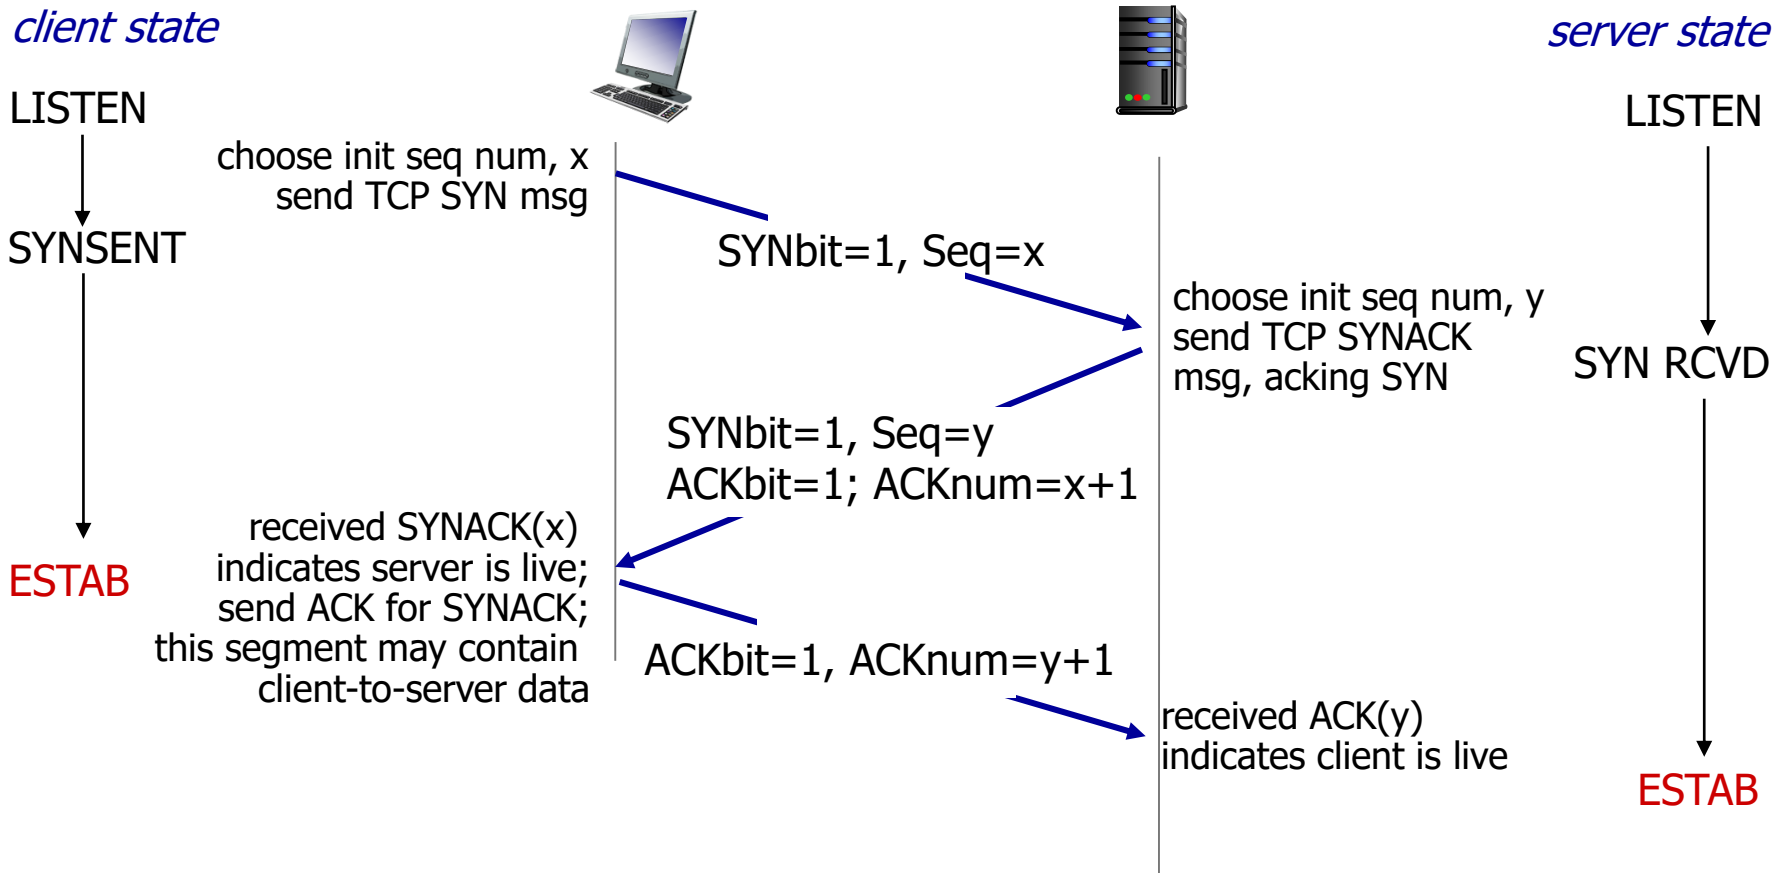 client state
server state
LISTEN
LISTEN
choose init seq num, x
send TCP SYN msg
SYNSENT
SYNbit=1, Seq=x
choose init seq num, y
send TCP SYNACK
msg, acking SYN
SYN RCVD
SYNbit=1, Seq=y
ACKbit=1; ACKnum=x+1
received SYNACK(x)
indicates server is live;
send ACK for SYNACK;
this segment may contain
client-to-server data
ESTAB
ACKbit=1, ACKnum=y+1
received ACK(y)
indicates client is live
ESTAB